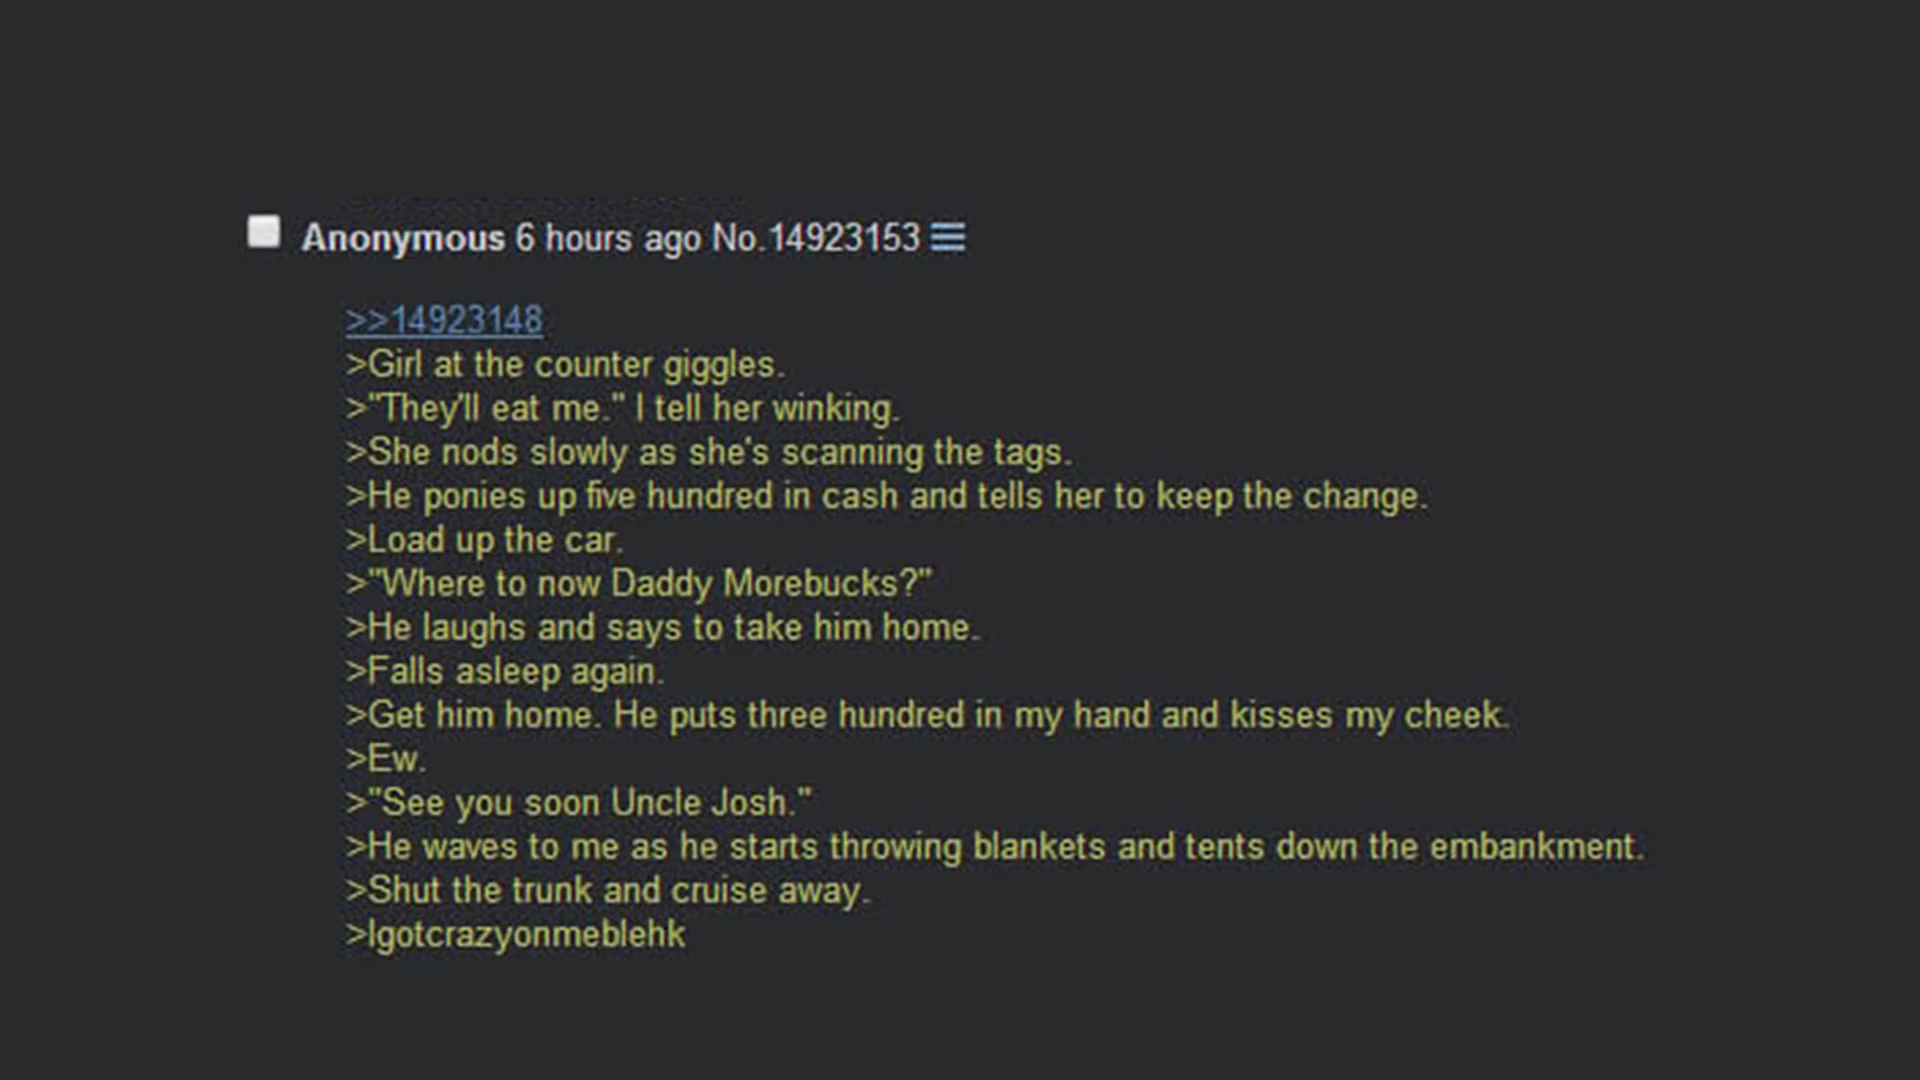 Anonymous 6 hours ago No.14923153
>>14923148
>Girl at the counter giggles.
>"They'll eat me." I tell her winking.
>She nods slowly as she's scanning the tags.
>He ponies up five hundred in cash and tells her to keep the change.
>Load up the car.
>"Where to now Daddy Morebucks?"
>He laughs and says to take him home.
>Falls asleep again.
>Get him home. He puts three hundred in my hand and kisses my cheek.
>Ew.
>"See you soon Uncle Josh."
>He waves to me as he starts throwing blankets and tents down the embankment.
>Shut the trunk and cruise away.
>Igotcrazyonmeblehk